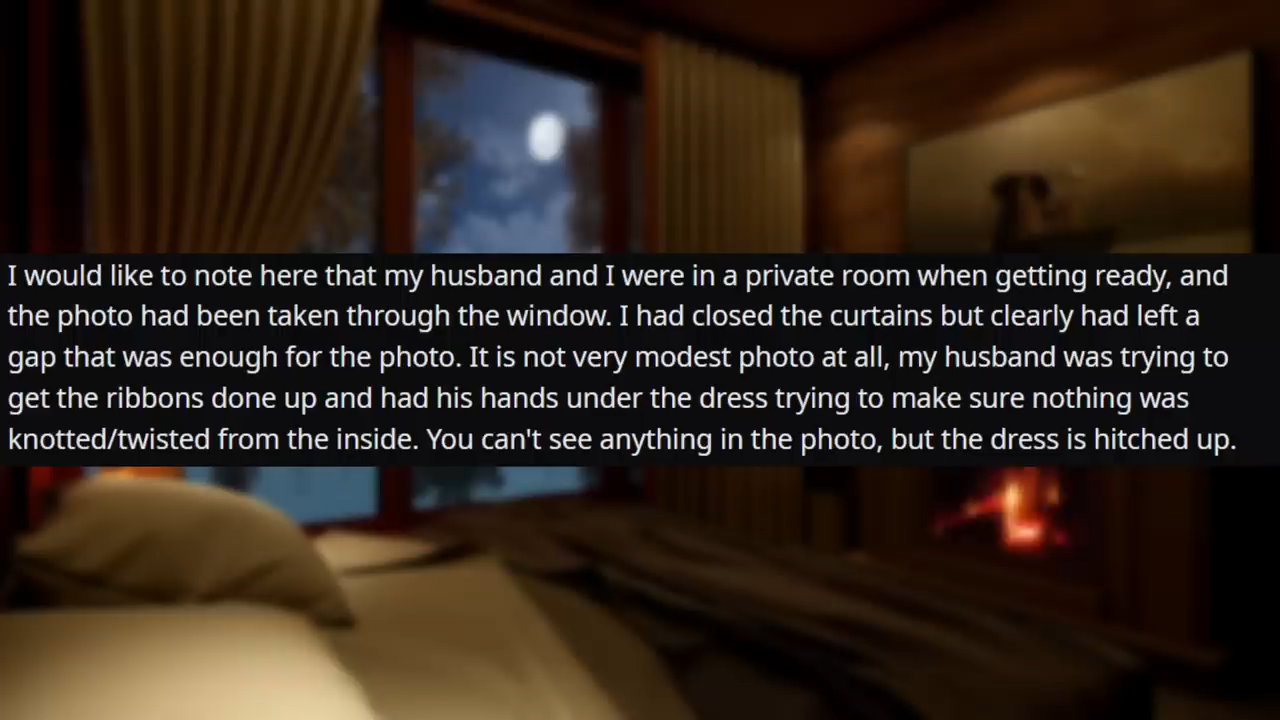 I would like to note here that my husband and I were in a private room when getting ready, and
the photo had been taken through the window. I had closed the curtains but clearly had left a
gap that was enough for the photo. It is not very modest photo at all, my husband was trying to
get the ribbons done up and had his hands under the dress trying to make sure nothing was
knotted/twisted from the inside. You can't see anything in the photo, but the dress is hitched up.